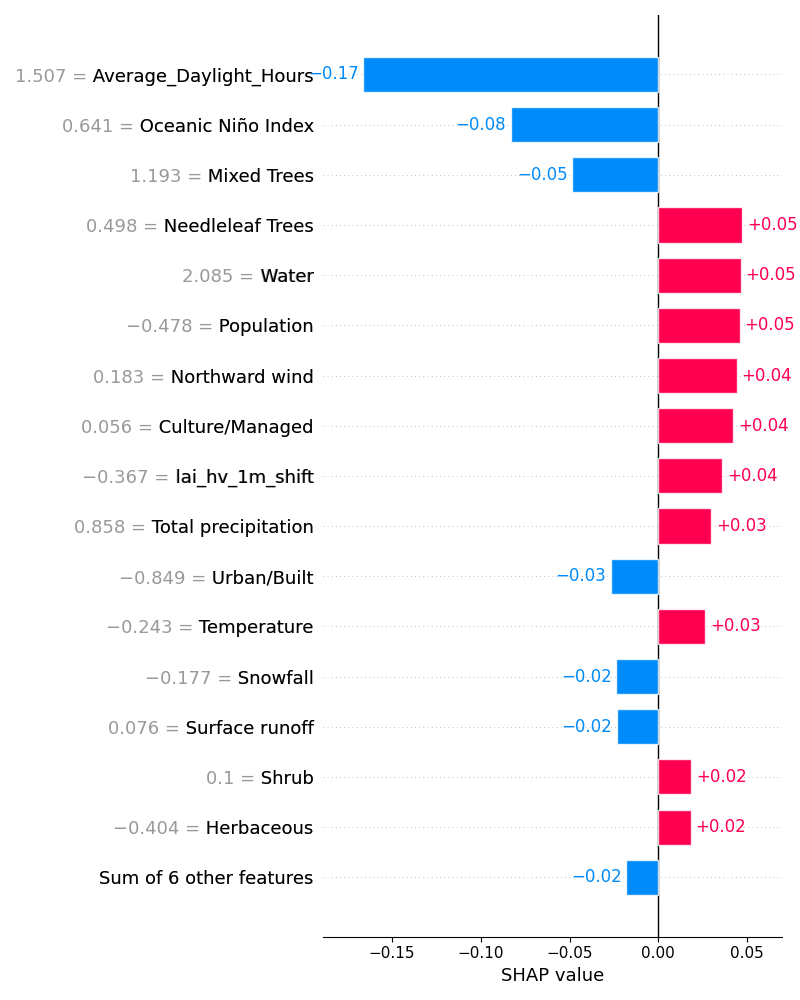 1.507 = Average_Daylight_Hours −0.17
0.641 = Oceanic Niño Index −0.08
1.193 = Mixed Trees −0.05
0.498 = Needleleaf Trees +0.05
2.085 = Water +0.05
−0.478 = Population +0.05
0.183 = Northward wind +0.04
0.056 = Culture/Managed +0.04
−0.367 = lai_hv_1m_shift +0.04
0.858 = Total precipitation +0.03
−0.849 = Urban/Built −0.03
−0.243 = Temperature +0.03
−0.177 = Snowfall −0.02
0.076 = Surface runoff −0.02
0.1 = Shrub +0.02
−0.404 = Herbaceous +0.02
Sum of 6 other features −0.02
−0.15 −0.10 −0.05 0.00 0.05
SHAP value